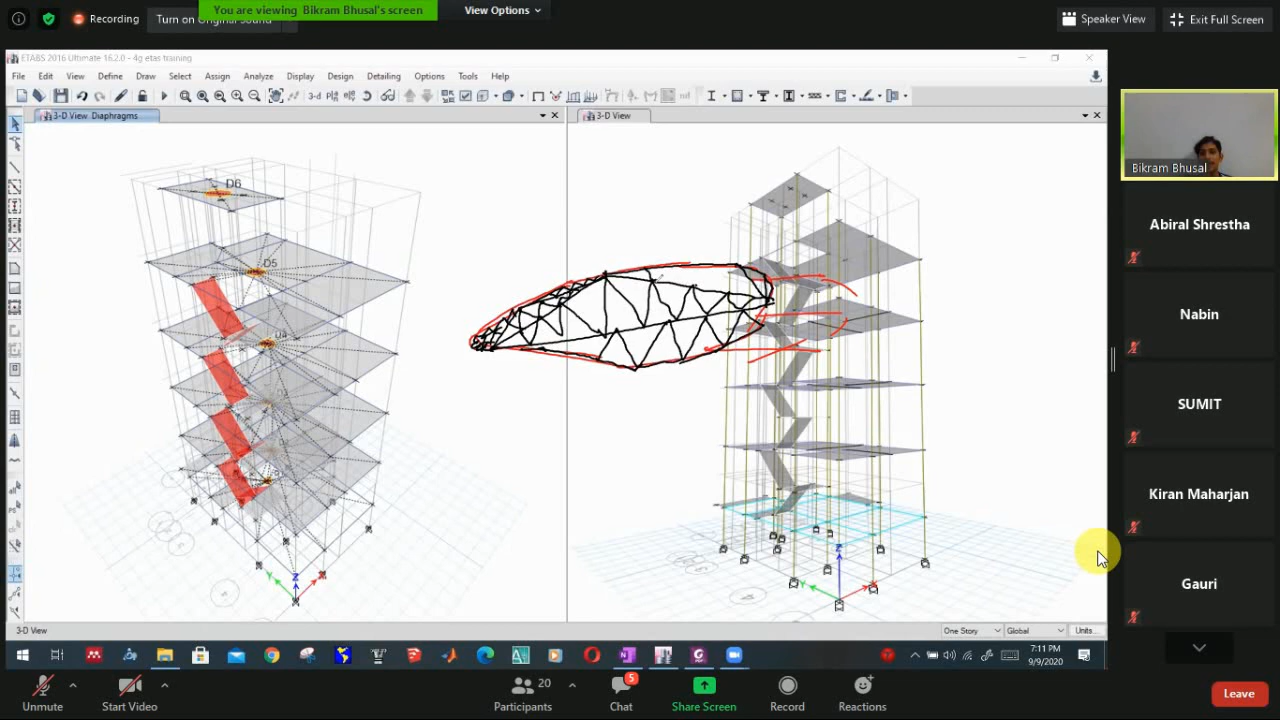 Recording
Turn on Original Sound
You are viewing Bikram Bhusal's screen
View Options
Speaker View
Exit Full Screen
ETABS 2016 Ultimate 16.2.0 - 4g etas training
File Edit View Define Draw Select Assign Analyze Display Design Detailing Options Tools Help
3-d
3-D View Diaphragms
3-D View
D6
D5
D4
Z
Y
X
Z
Y
X
3-D View
One Story
Global
Units...
7:11 PM
9/9/2020
Bikram Bhusal
Abiral Shrestha
Nabin
SUMIT
Kiran Maharjan
Gauri
Unmute
Start Video
20
Participants
5
Chat
Share Screen
Record
Reactions
Leave